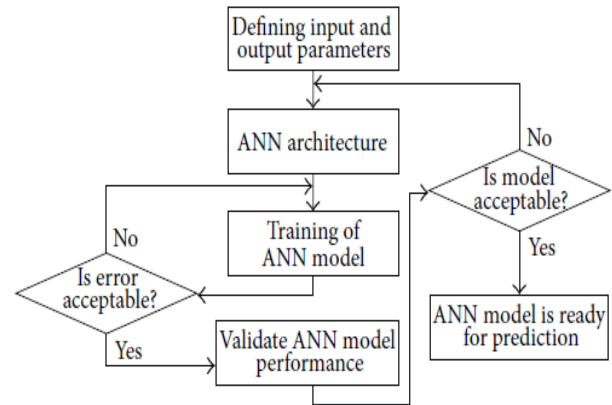 Defining input and
output parameters
ANN architecture
No
Is model
acceptable?
Training of
ANN model
No
Yes
Is error
acceptable?
ANN model is ready
for prediction
Yes
Validate ANN model
performance